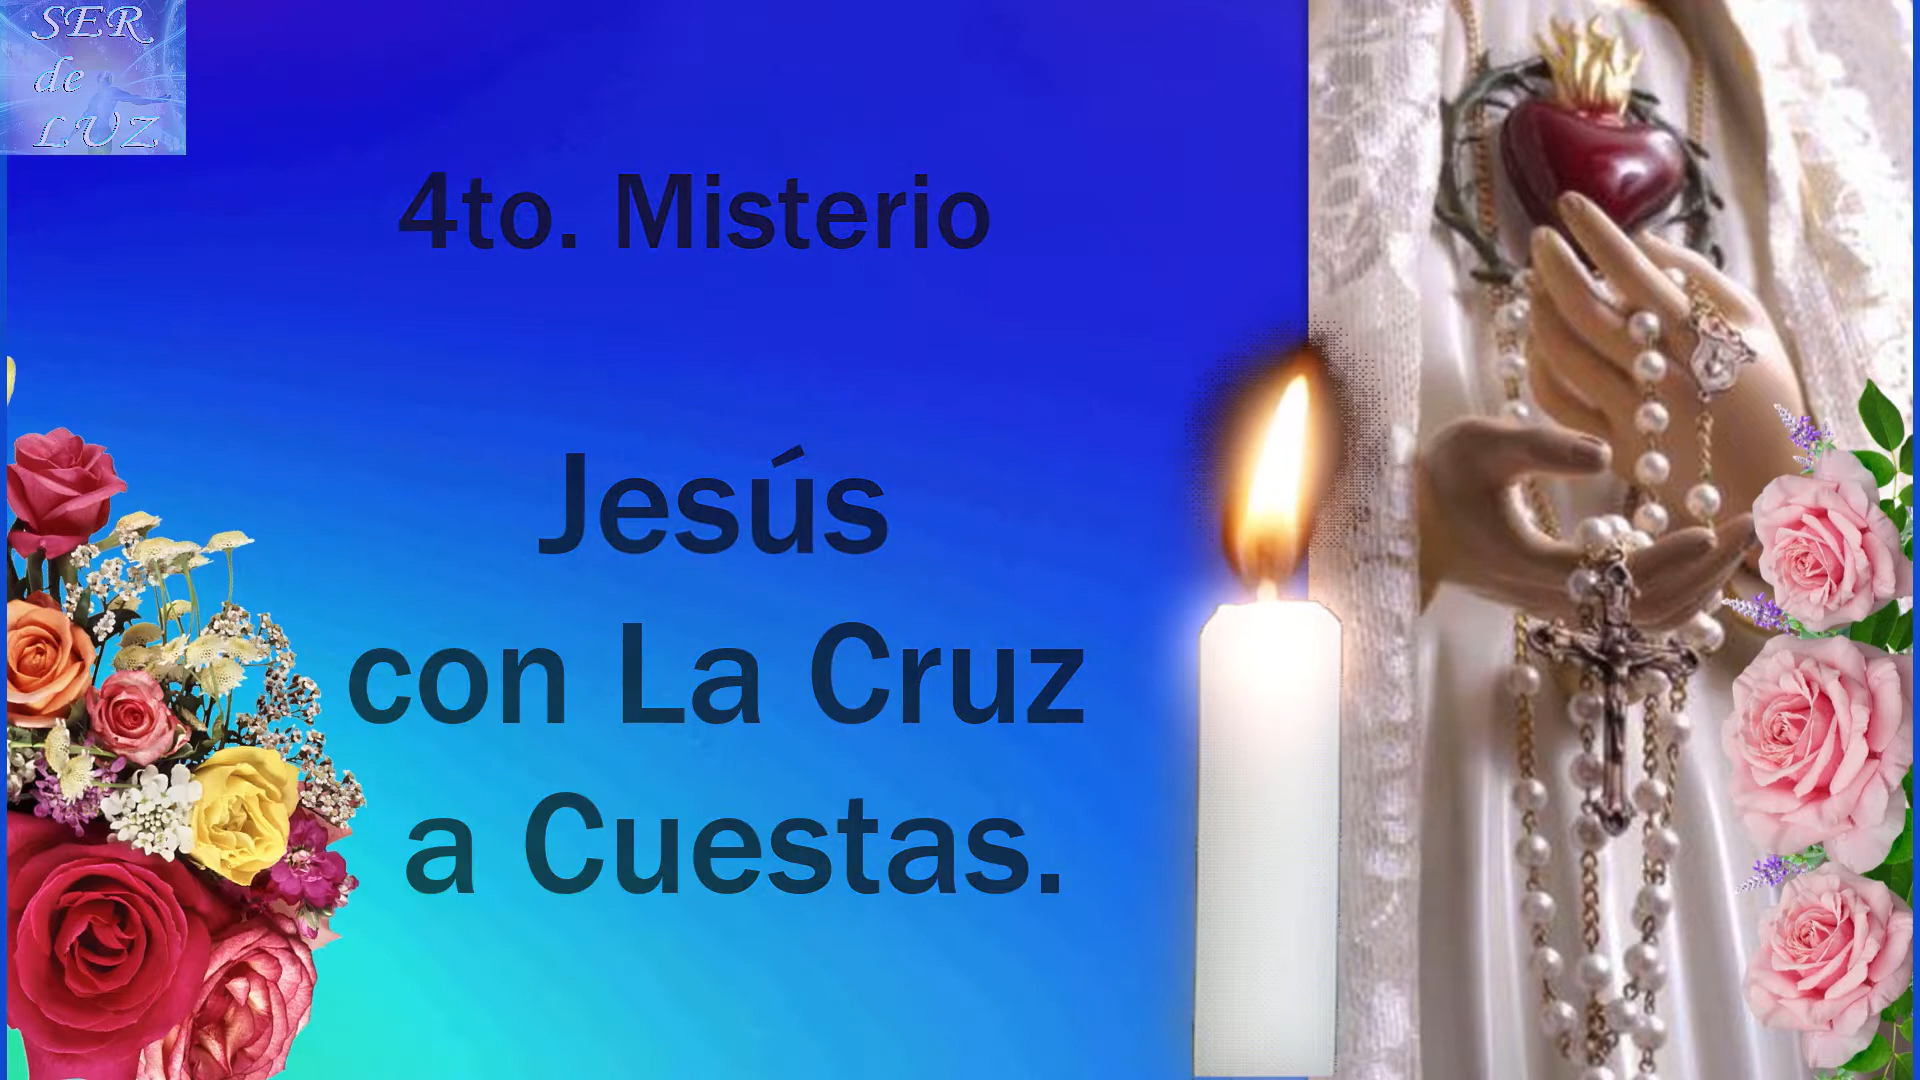 SER
de
LUZ
4to. Misterio
Jesús
con La Cruz
a Cuestas.